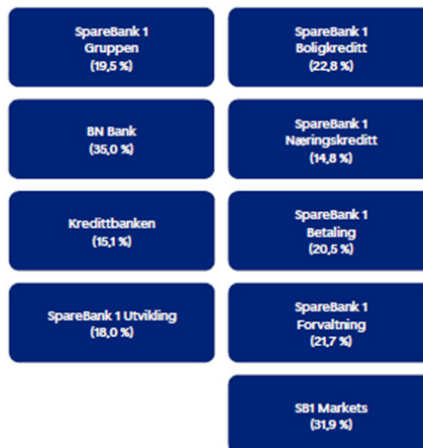 SpareBank 1
Gruppen
(19,5 %)
SpareBank 1
Boligkreditt
(22,8 %)
BN Bank
(35,0 %)
SpareBank 1
Næringskreditt
(14,8 %)
Kredittbanken
(15,1 %)
SpareBank 1
Betaling
(20,5 %)
SpareBank 1 Utvikling
(18,0 %)
SpareBank 1
Forvaltning
(21,7 %)
SB1 Markets
(31,9 %)